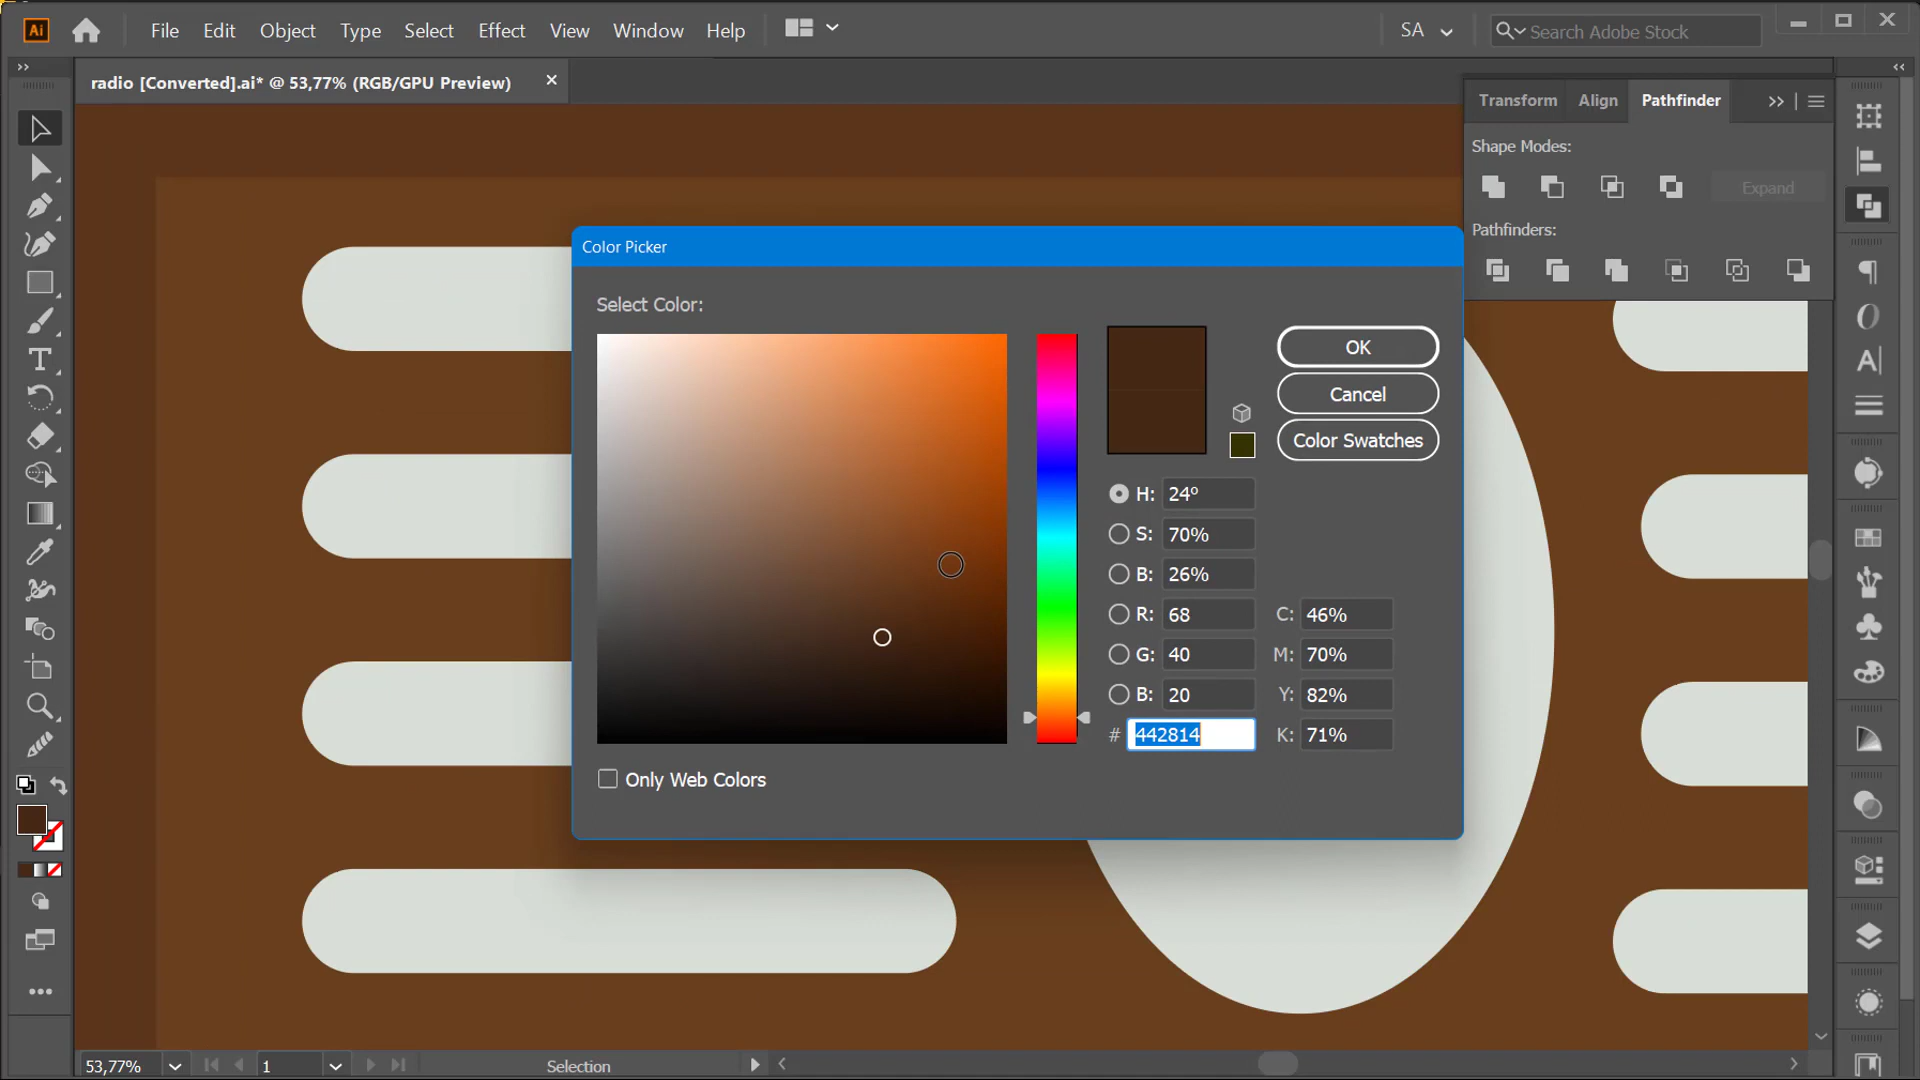 Ai File Edit Object Type Select Effect View Window Help SA Search Adobe Stock
radio [Converted].ai* @ 53,77% (RGB/GPU Preview)
Transform Align Pathfinder
Shape Modes:
Expand
Pathfinders:
Color Picker
Select Color:
OK
Cancel
Color Swatches
H: 24°
S: 70%
B: 26%
R: 68 C: 46%
G: 40 M: 70%
B: 20 Y: 82%
# 442814 K: 71%
Only Web Colors
53,77% 1 Selection